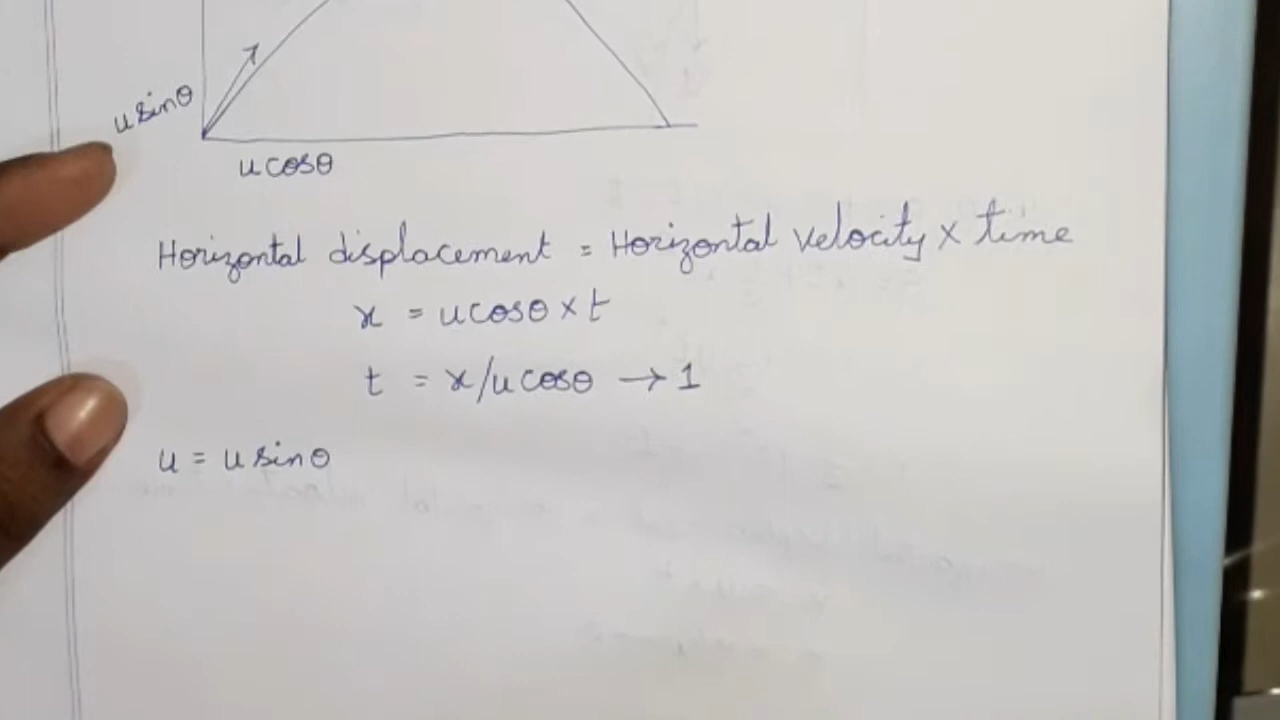 u sinθ
u cosθ
Horizontal displacement = Horizontal velocity × time
x = u cosθ × t
t = x/u cosθ → 1
u = u sinθ